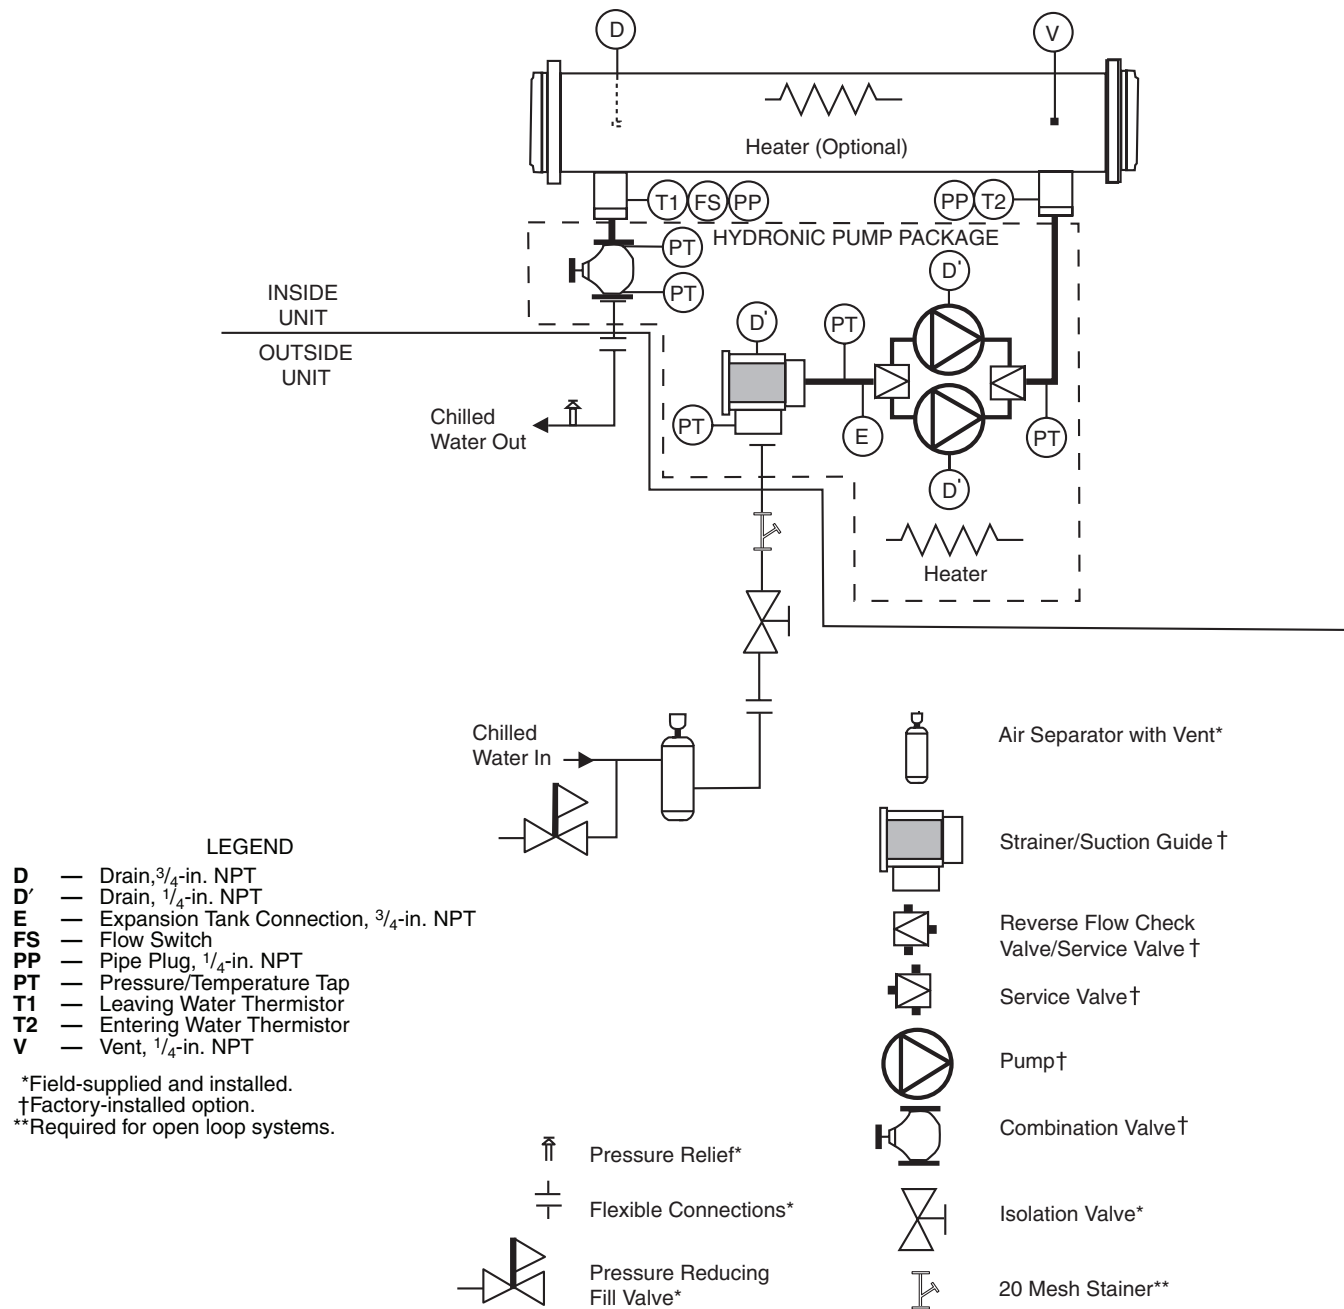 D
V
Heater (Optional)
T1 FS PP
PP T2
HYDRONIC PUMP PACKAGE
PT
PT
D'
INSIDE
UNIT
OUTSIDE
UNIT
D'
PT
Chilled
Water Out
PT
E
PT
D'
Heater
Chilled
Water In
LEGEND
D — Drain,3/4-in. NPT
D′ — Drain, 1/4-in. NPT
E — Expansion Tank Connection, 3/4-in. NPT
FS — Flow Switch
PP — Pipe Plug, 1/4-in. NPT
PT — Pressure/Temperature Tap
T1 — Leaving Water Thermistor
T2 — Entering Water Thermistor
V — Vent, 1/4-in. NPT
*Field-supplied and installed.
†Factory-installed option.
**Required for open loop systems.
Pressure Relief*
Flexible Connections*
Pressure Reducing
Fill Valve*
Air Separator with Vent*
Strainer/Suction Guide†
Reverse Flow Check
Valve/Service Valve†
Service Valve†
Pump†
Combination Valve†
Isolation Valve*
20 Mesh Stainer**